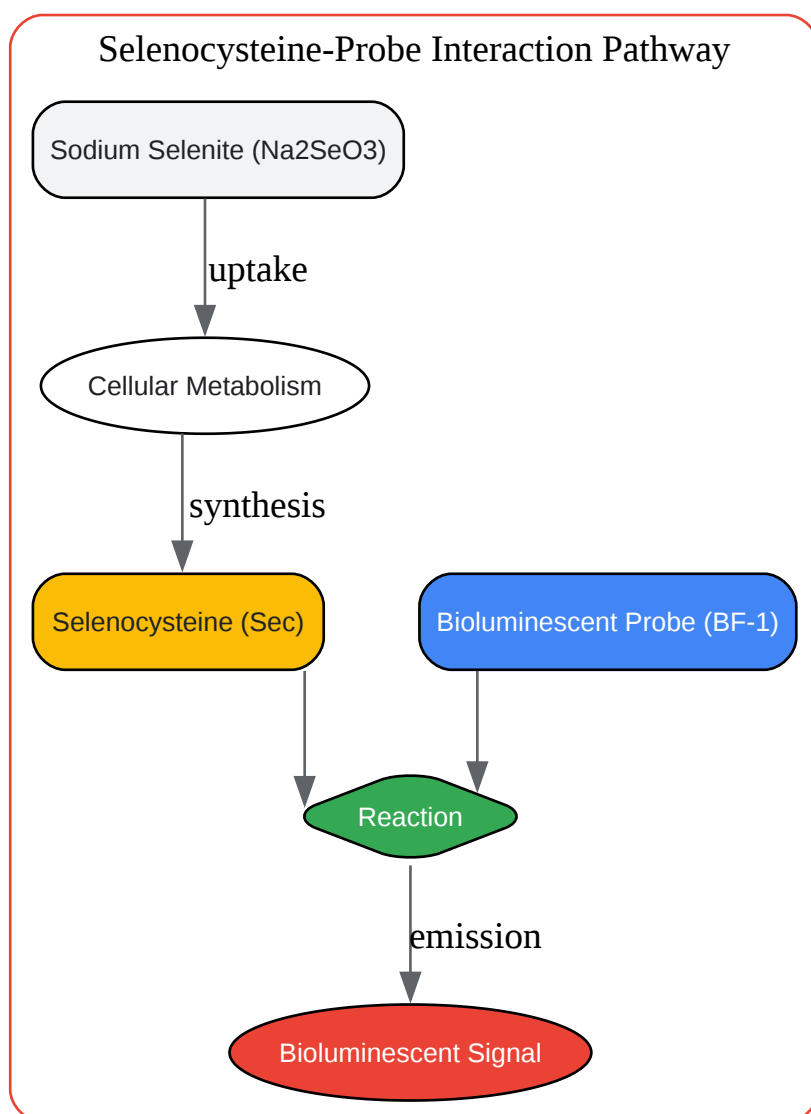 Selenocysteine-Probe Interaction Pathway
Sodium Selenite (Na2SeO3)
uptake
Cellular Metabolism
synthesis
Selenocysteine (Sec)
Bioluminescent Probe (BF-1)
Reaction
emission
Bioluminescent Signal